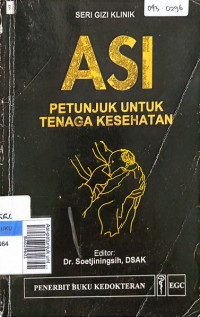 SERI GIZI KLINIK
ASI
PETUNJUK UNTUK
TENAGA KESEHATAN
Editor:
Dr. Soetjiningsih, DSAK
PENERBIT BUKU KEDOKTERAN
EGC